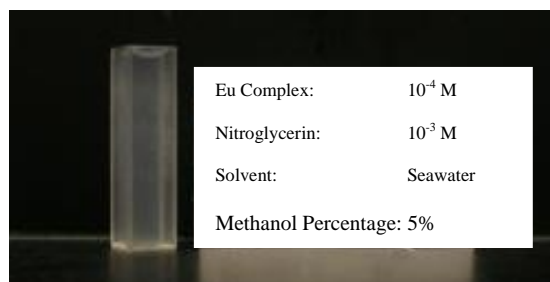 Eu Complex: 10⁻⁴ M
Nitroglycerin: 10⁻³ M
Solvent: Seawater
Methanol Percentage: 5%